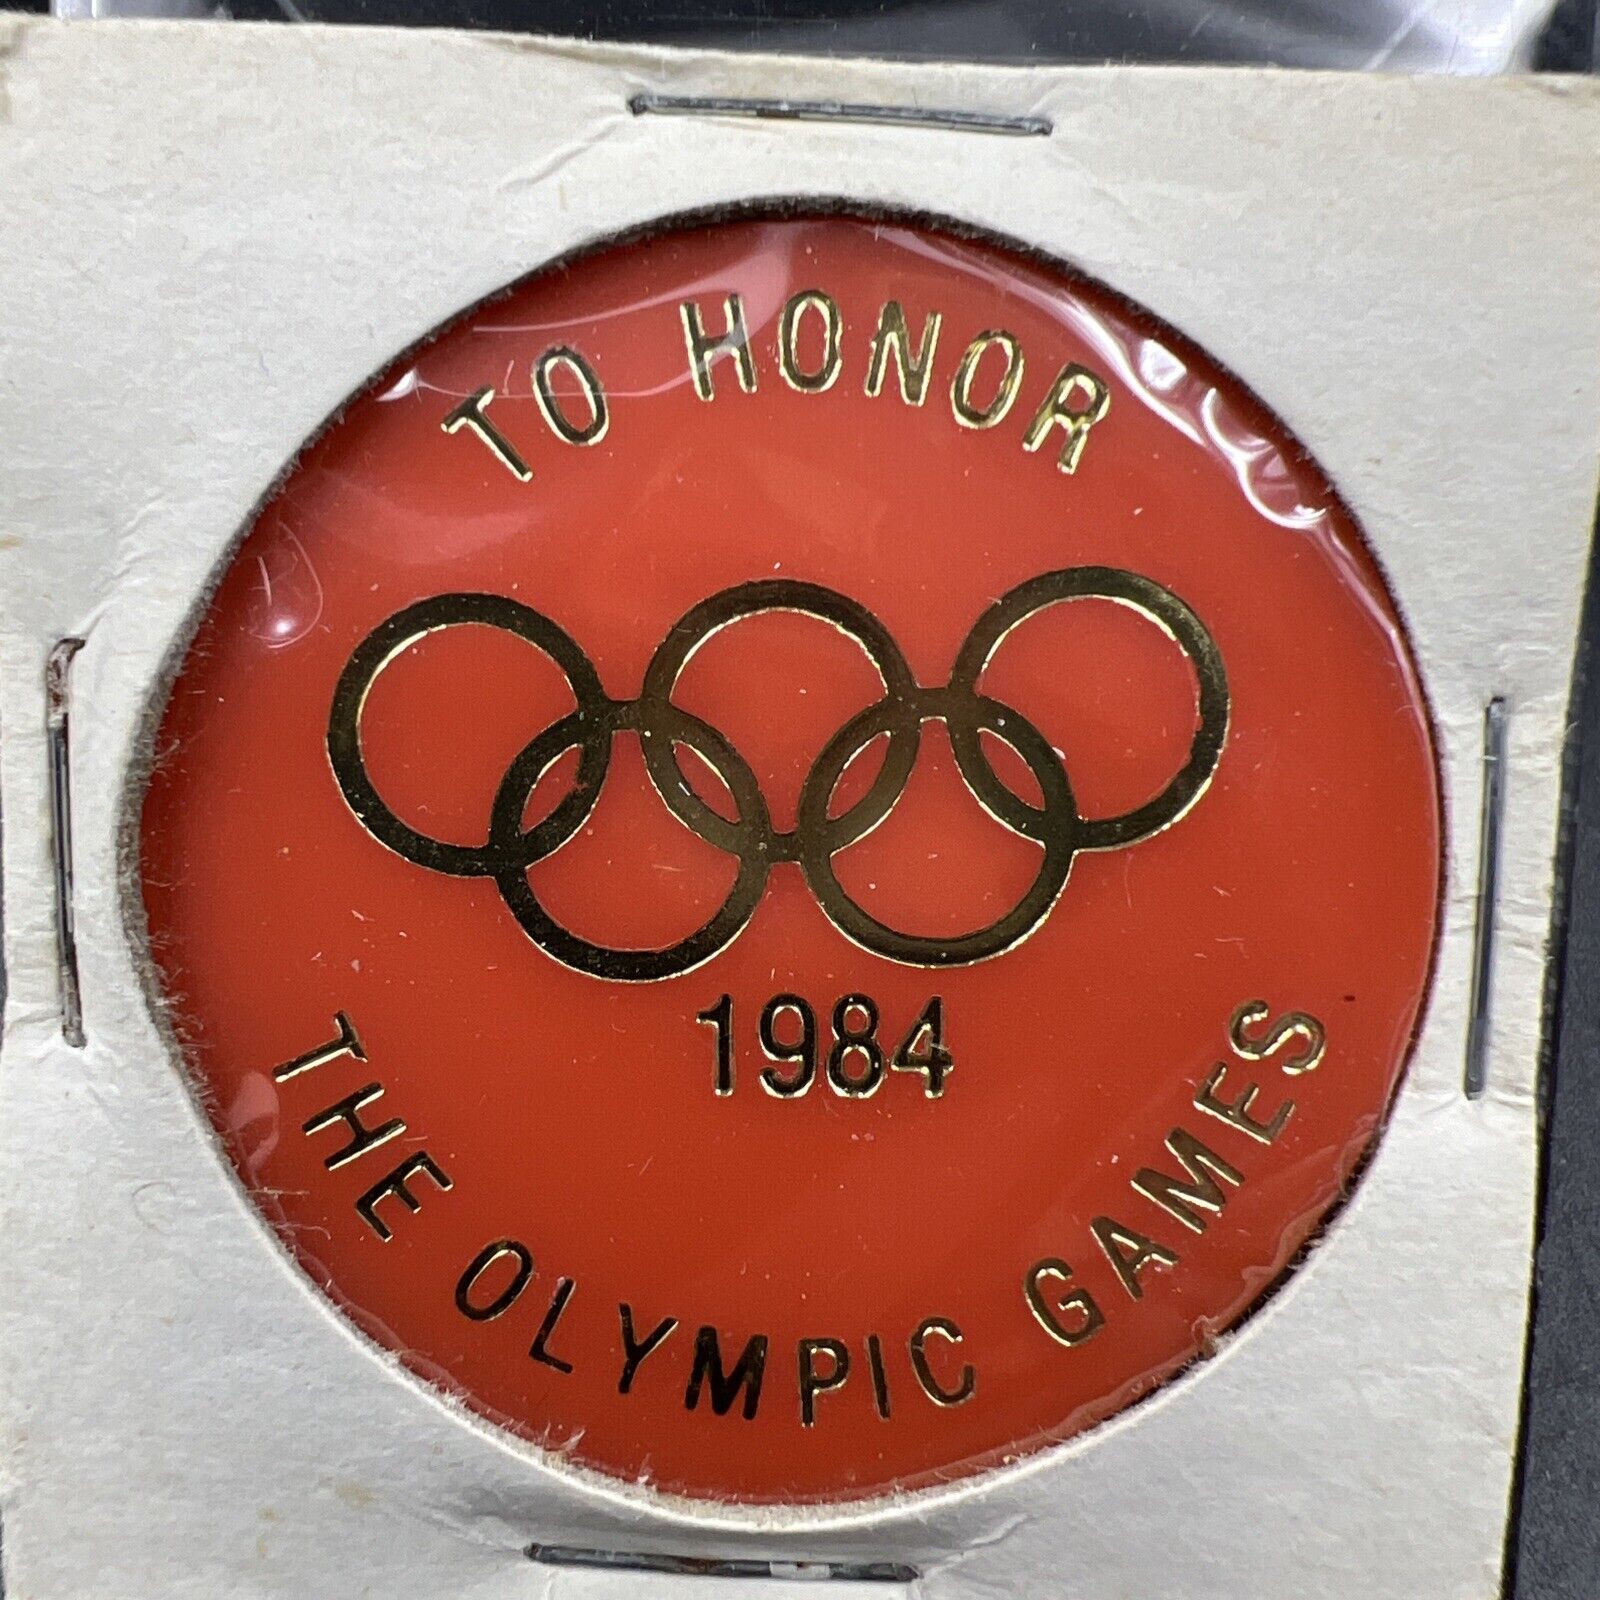 TO HONOR
1984
THE OLYMPIC GAMES